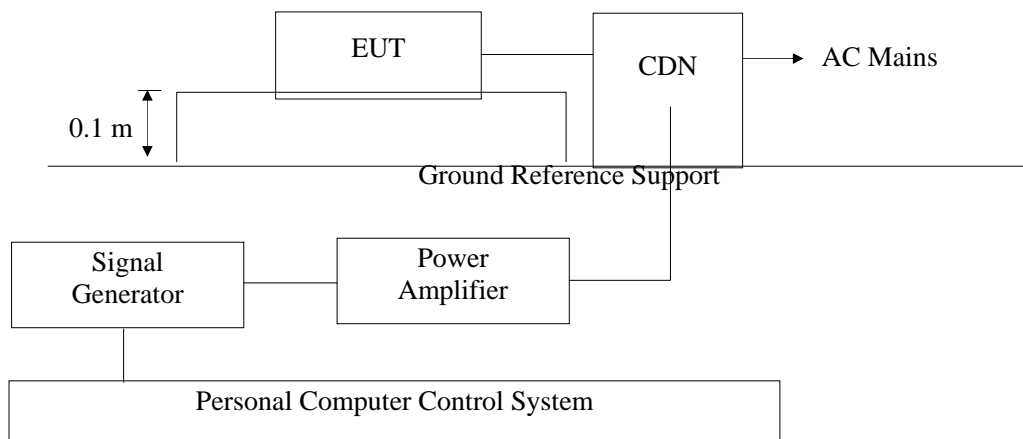 EUT
CDN
AC Mains
0.1 m
Ground Reference Support
Signal
Generator
Power
Amplifier
Personal Computer Control System